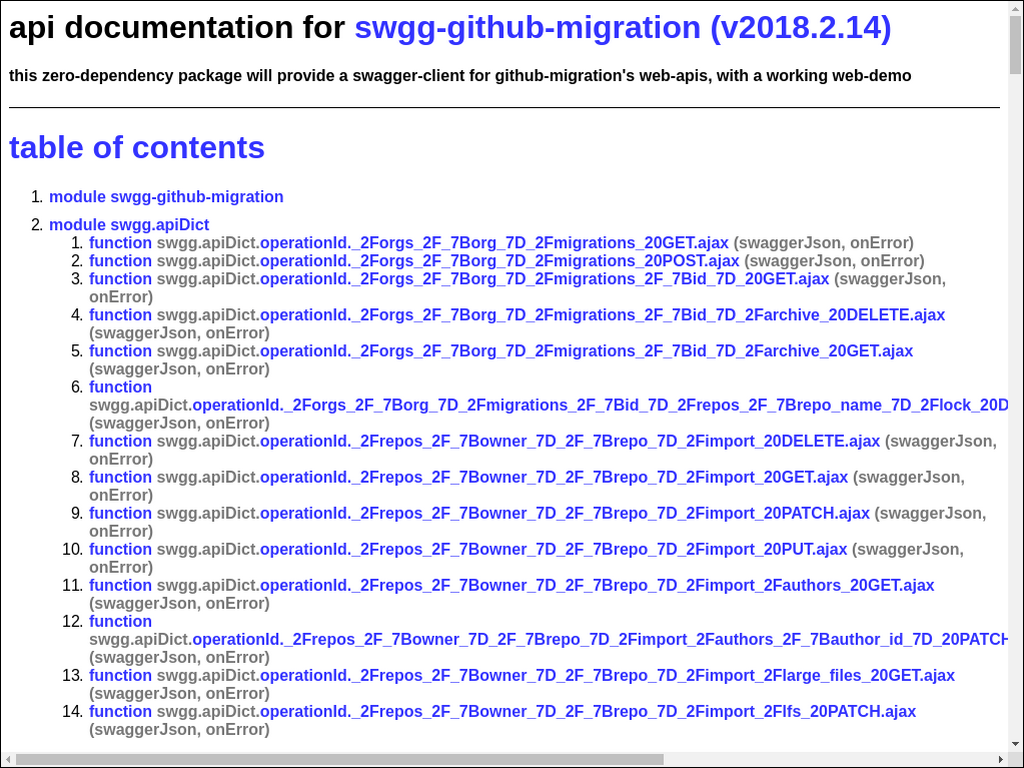 api documentation for swgg-github-migration (v2018.2.14)
this zero-dependency package will provide a swagger-client for github-migration's web-apis, with a working web-demo
table of contents
1. module swgg-github-migration
2. module swgg.apiDict
1. function swgg.apiDict.operationId._2Forgs_2F_7Borg_7D_2Fmigrations_20GET.ajax (swaggerJson, onError)
2. function swgg.apiDict.operationId._2Forgs_2F_7Borg_7D_2Fmigrations_20POST.ajax (swaggerJson, onError)
3. function swgg.apiDict.operationId._2Forgs_2F_7Borg_7D_2Fmigrations_2F_7Bid_7D_20GET.ajax (swaggerJson,
onError)
4. function swgg.apiDict.operationId._2Forgs_2F_7Borg_7D_2Fmigrations_2F_7Bid_7D_2Farchive_20DELETE.ajax
(swaggerJson, onError)
5. function swgg.apiDict.operationId._2Forgs_2F_7Borg_7D_2Fmigrations_2F_7Bid_7D_2Farchive_20GET.ajax
(swaggerJson, onError)
6. function
swgg.apiDict.operationId._2Forgs_2F_7Borg_7D_2Fmigrations_2F_7Bid_7D_2Frepos_2F_7Brepo_name_7D_2Flock_20D
(swaggerJson, onError)
7. function swgg.apiDict.operationId._2Frepos_2F_7Bowner_7D_2F_7Brepo_7D_2Fimport_20DELETE.ajax (swaggerJson,
onError)
8. function swgg.apiDict.operationId._2Frepos_2F_7Bowner_7D_2F_7Brepo_7D_2Fimport_20GET.ajax (swaggerJson,
onError)
9. function swgg.apiDict.operationId._2Frepos_2F_7Bowner_7D_2F_7Brepo_7D_2Fimport_20PATCH.ajax (swaggerJson,
onError)
10. function swgg.apiDict.operationId._2Frepos_2F_7Bowner_7D_2F_7Brepo_7D_2Fimport_20PUT.ajax (swaggerJson,
onError)
11. function swgg.apiDict.operationId._2Frepos_2F_7Bowner_7D_2F_7Brepo_7D_2Fimport_2Fauthors_20GET.ajax
(swaggerJson, onError)
12. function
swgg.apiDict.operationId._2Frepos_2F_7Bowner_7D_2F_7Brepo_7D_2Fimport_2Fauthors_2F_7Bauthor_id_7D_20PATCH
(swaggerJson, onError)
13. function swgg.apiDict.operationId._2Frepos_2F_7Bowner_7D_2F_7Brepo_7D_2Fimport_2Flarge_files_20GET.ajax
(swaggerJson, onError)
14. function swgg.apiDict.operationId._2Frepos_2F_7Bowner_7D_2F_7Brepo_7D_2Fimport_2Flfs_20PATCH.ajax
(swaggerJson, onError)